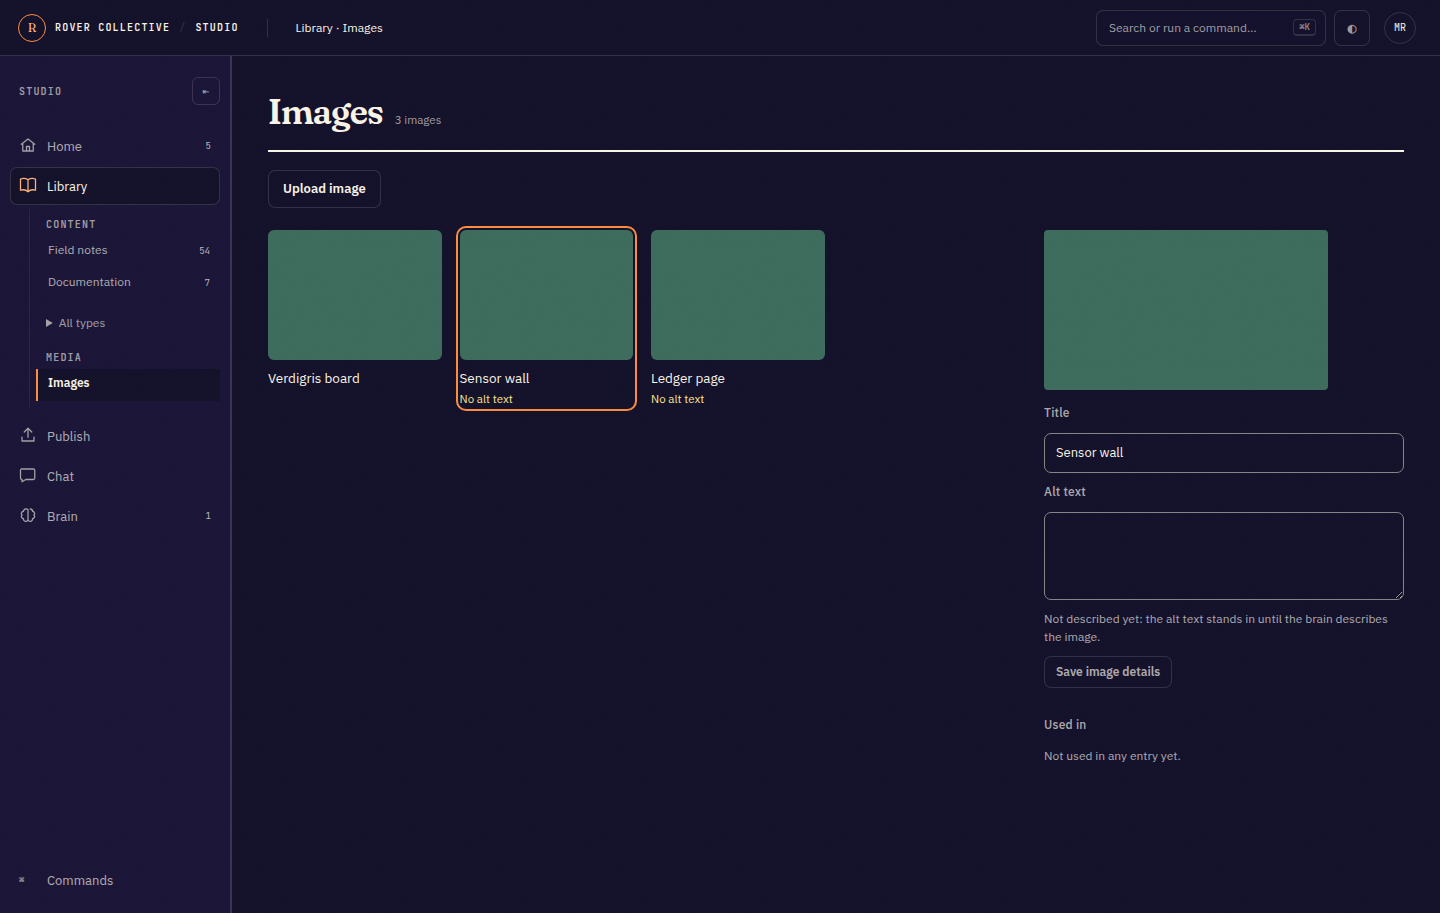 R ROVER COLLECTIVE / STUDIO
Library · Images
Search or run a command... ⌘K
MR
STUDIO
Home 5
Library
CONTENT
Field notes 54
Documentation 7
All types
MEDIA
Images
Publish
Chat
Brain 1
⌘ Commands
Images 3 images
Upload image
Verdigris board
Sensor wall
No alt text
Ledger page
No alt text
Title
Sensor wall
Alt text
Not described yet: the alt text stands in until the brain describes
the image.
Save image details
Used in
Not used in any entry yet.